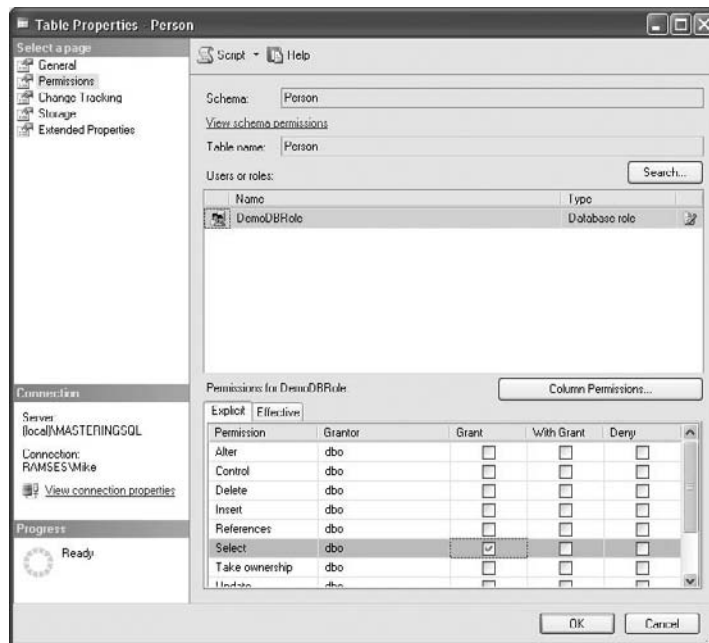 Table Properties - Person
Select a page
General
Permissions
Change Tracking
Storage
Extended Properties
Script
Help
Schema: Person
View schema permissions
Table name: Person
Users or roles:
Search...
Name Type
DemoDBRole Database role
Permissions for DemoDBRole:
Column Permissions...
Explicit Effective
Permission Grantor Grant With Grant Deny
Alter dbo
Control dbo
Delete dbo
Insert dbo
References dbo
Select dbo
Take ownership dbo
Update dbo
Connection
Server:
(local)\MASTERINGSQL
Connection:
RAMSES\Mike
View connection properties
Progress
Ready
OK Cancel